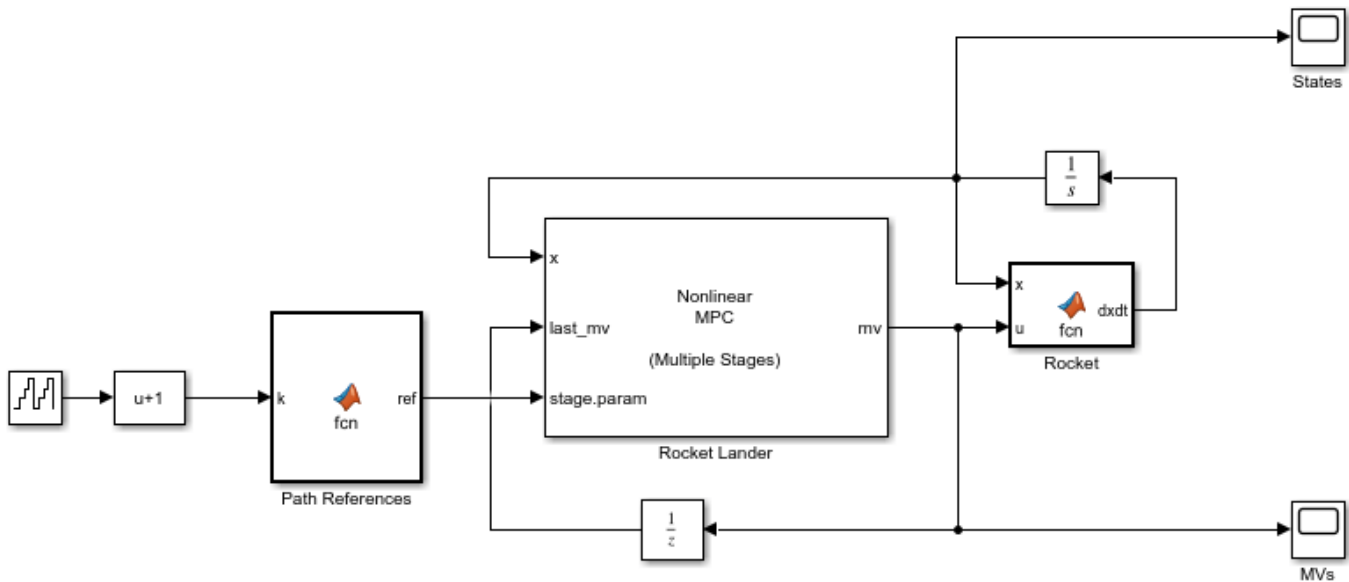 States
1
s
x
Nonlinear
MPC
(Multiple Stages)
last_mv
mv
stage.param
Rocket Lander
x
u
fcn
dxdt
Rocket
u+1
k
fcn
ref
Path References
1
z
MVs